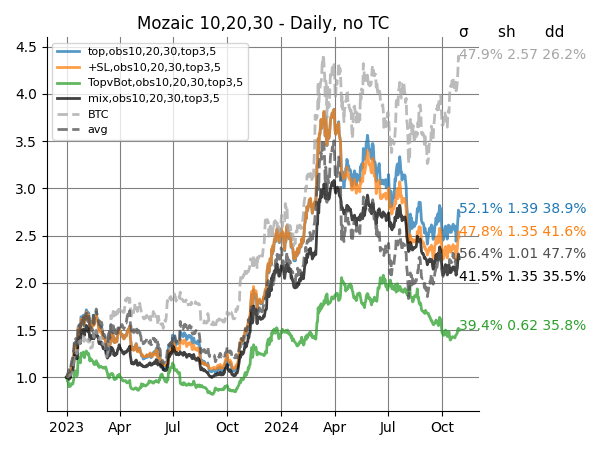 Mozaic 10,20,30 - Daily, no TC
σ sh dd
top,obs10,20,30,top3,5
+SL,obs10,20,30,top3,5
TopvBot,obs10,20,30,top3,5
mix,obs10,20,30,top3,5
BTC
avg
4.5
4.0
3.5
3.0
2.5
2.0
1.5
1.0
47.9% 2.57 26.2%
52.1% 1.39 38.9%
47.8% 1.35 41.6%
56.4% 1.01 47.7%
41.5% 1.35 35.5%
39.4% 0.62 35.8%
2023 Apr Jul Oct 2024 Apr Jul Oct